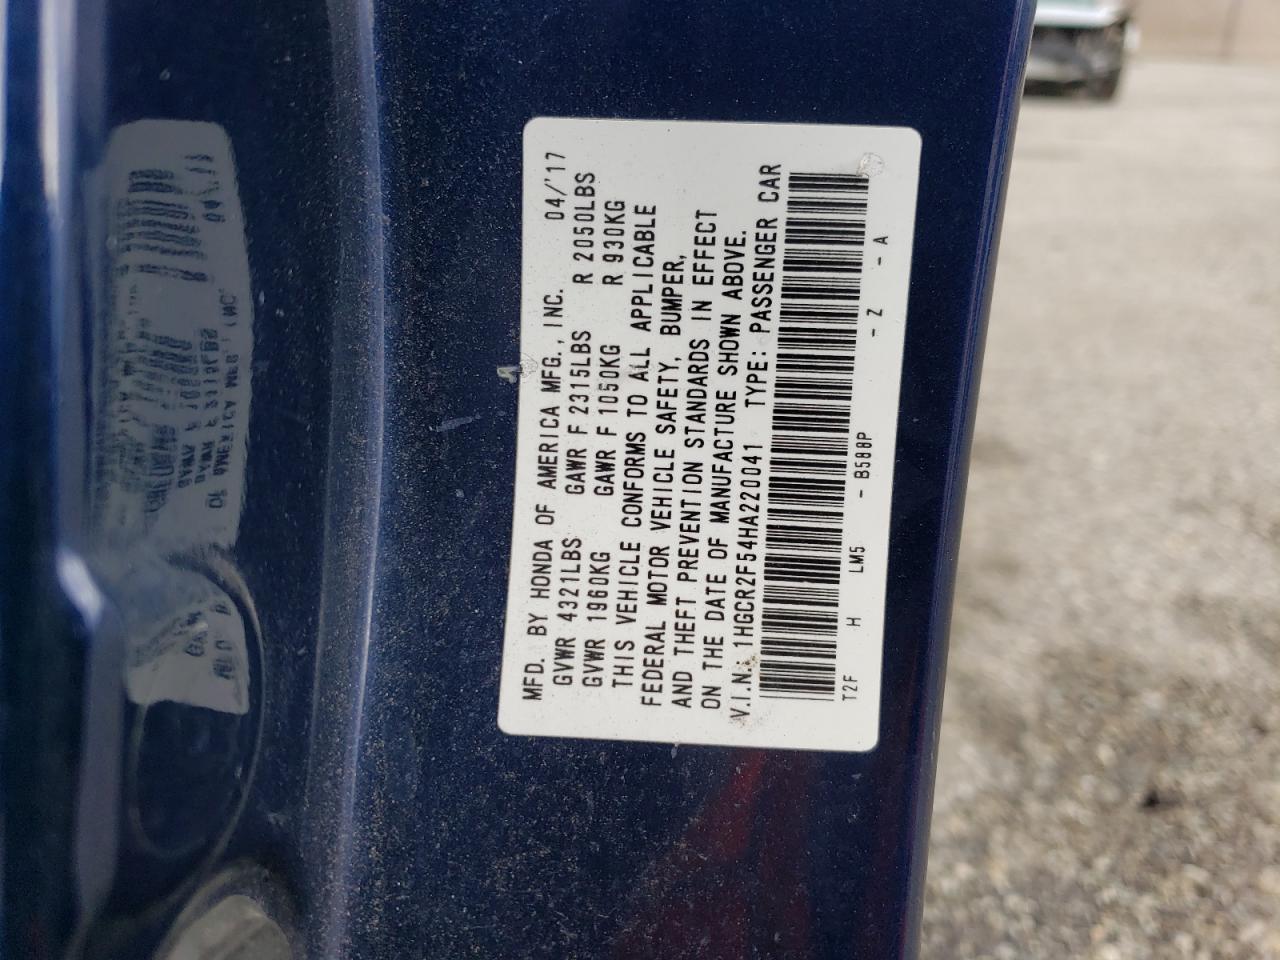 MFD. BY HONDA OF AMERICA MFG., INC. 04/'17
GVWR 4321LBS GAWR F 2315LBS R 2050LBS
GVWR 1960KG GAWR F 1050KG R 930KG
THIS VEHICLE CONFORMS TO ALL APPLICABLE
FEDERAL MOTOR VEHICLE SAFETY, BUMPER,
AND THEFT PREVENTION STANDARDS IN EFFECT
ON THE DATE OF MANUFACTURE SHOWN ABOVE.
V.I.N.: 1HGCR2F54HA220041 TYPE: PASSENGER CAR
T2F H LM5 - B588P - Z - A